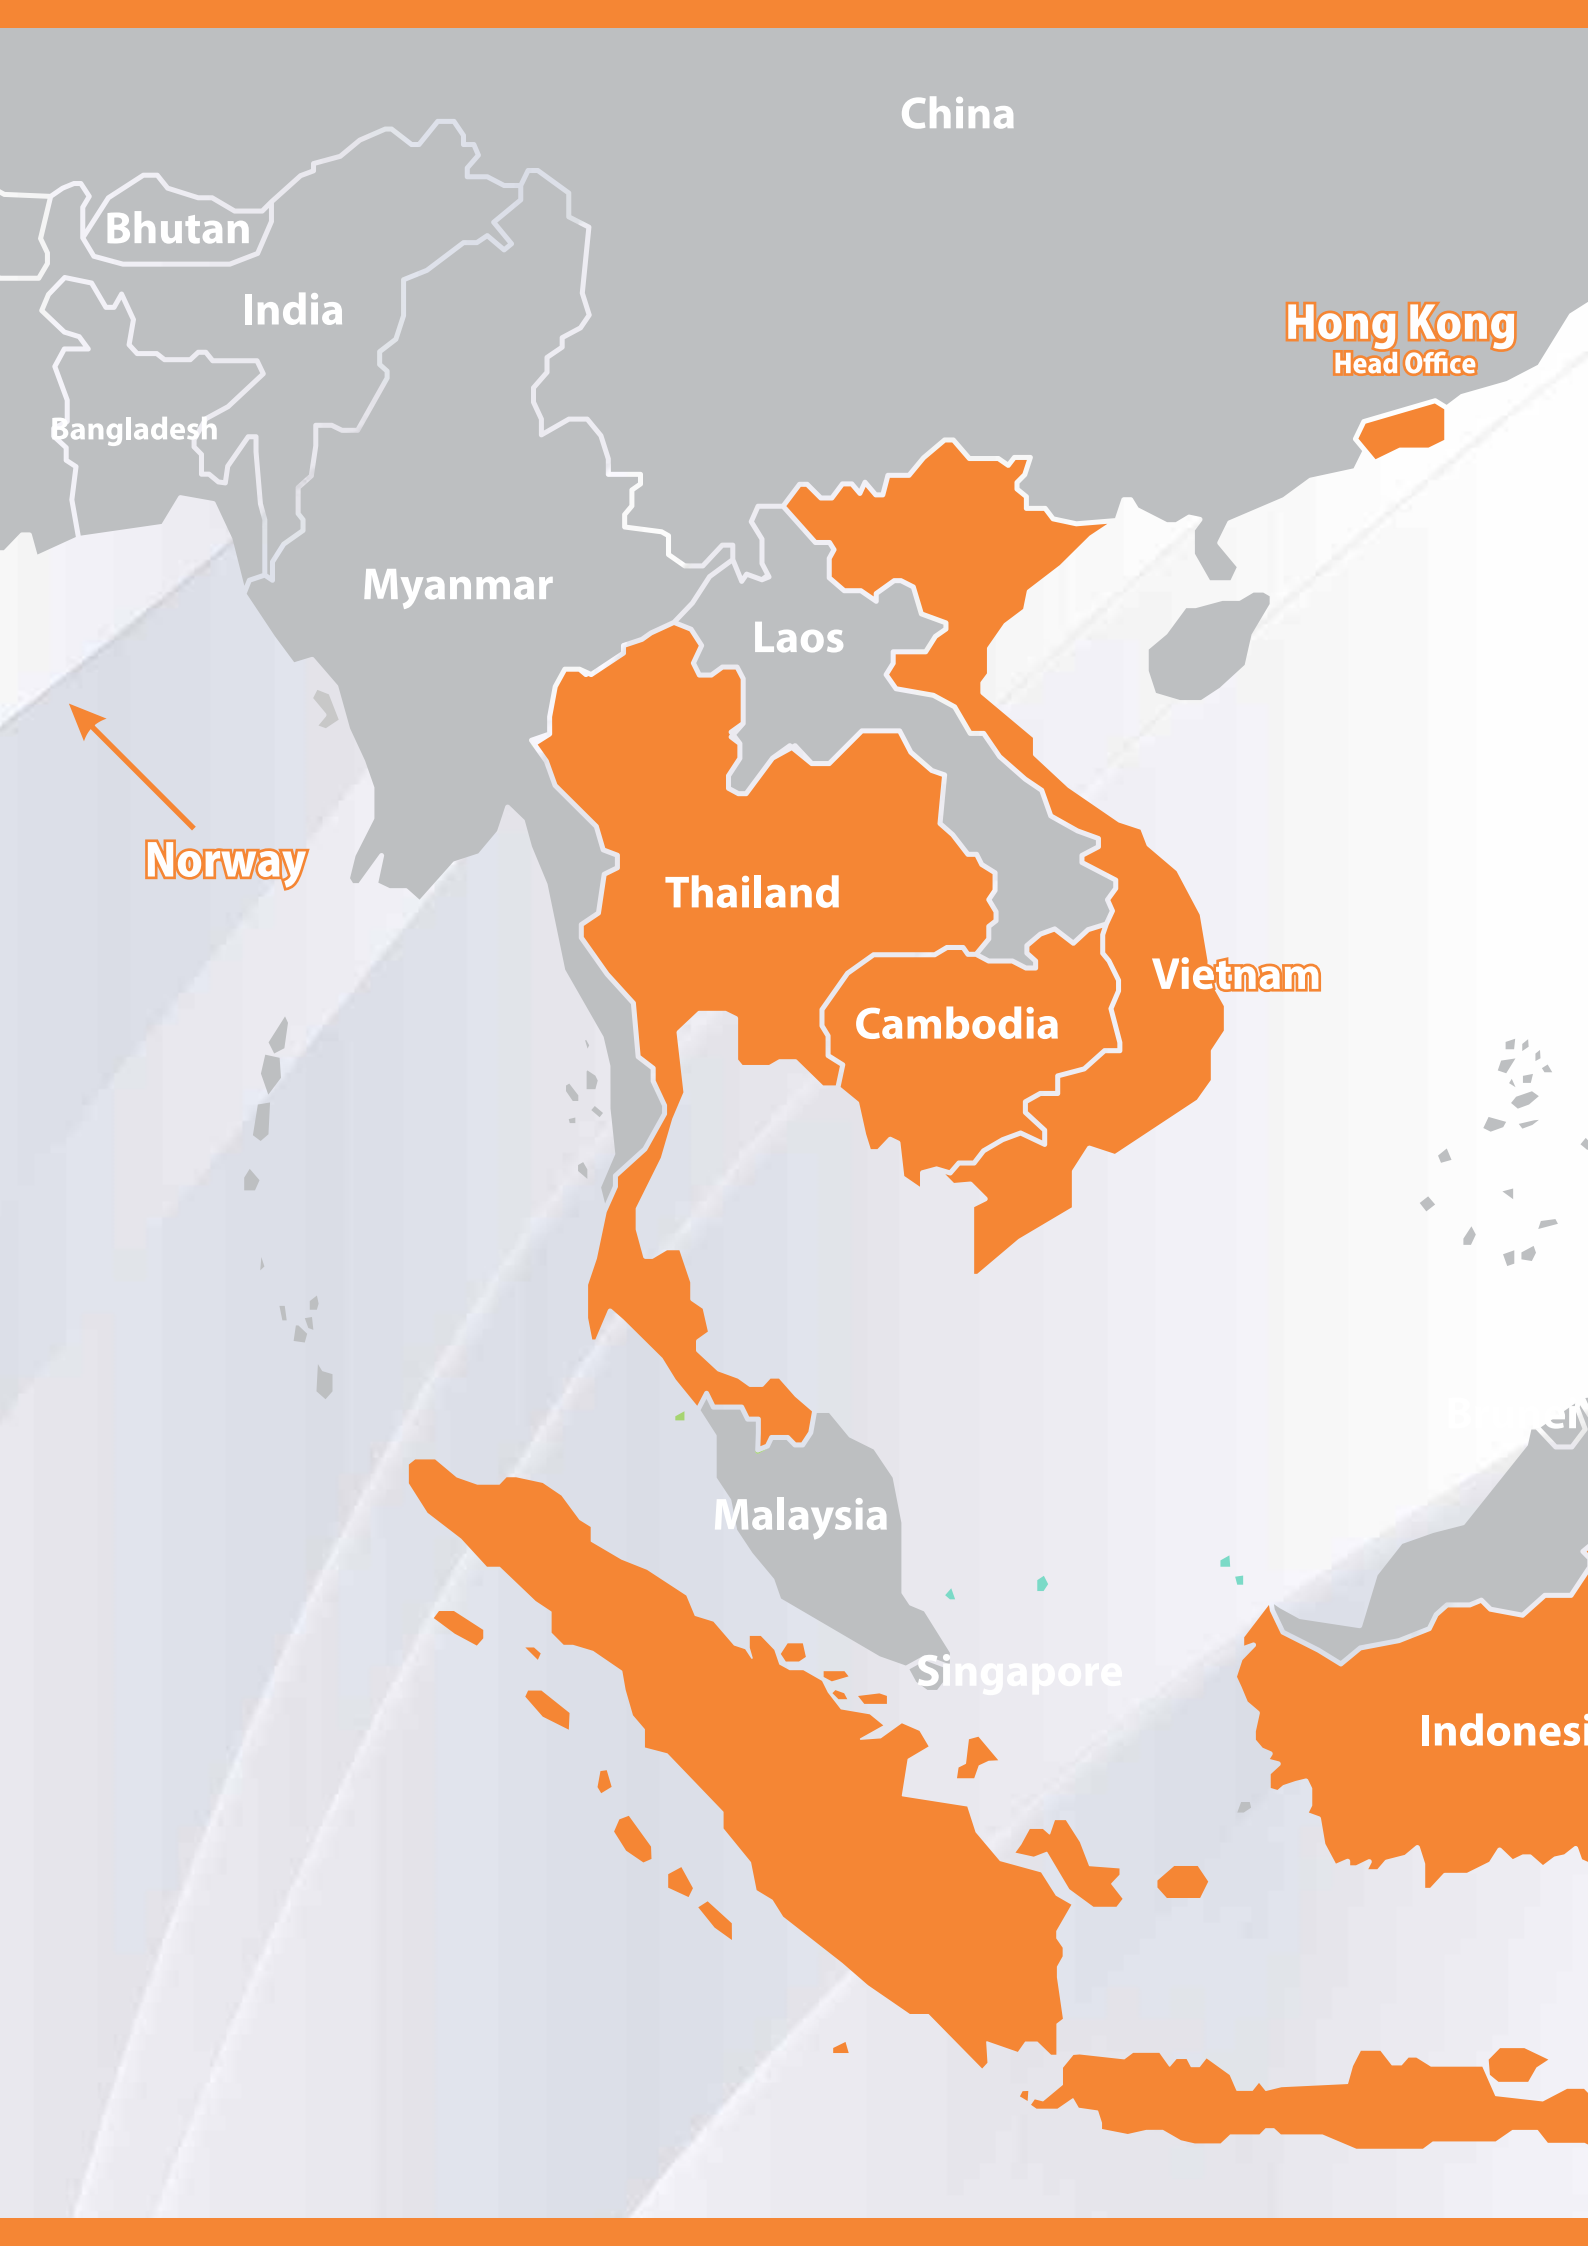 China
Bhutan
India
Hong Kong
Head Office
Bangladesh
Myanmar
Laos
Norway
Thailand
Vietnam
Cambodia
Malaysia
Singapore
Indonesi